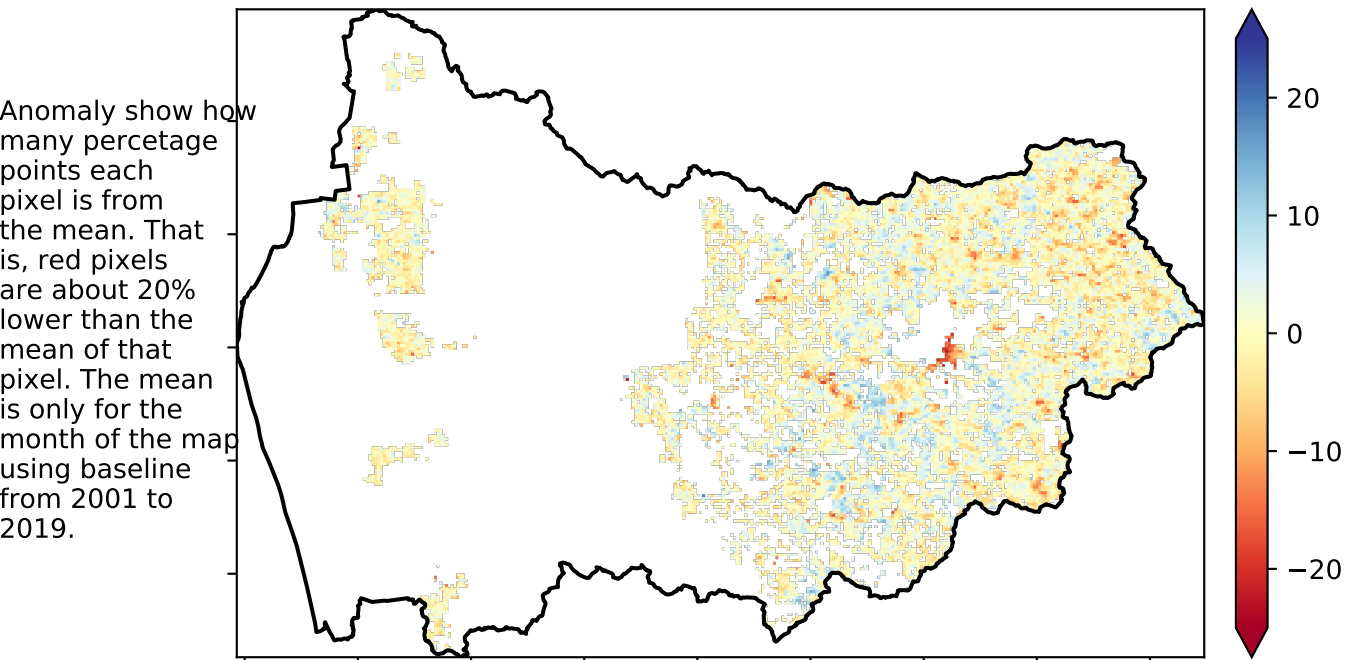 Anomaly show how
many percetage
points each
pixel is from
the mean. That
is, red pixels
are about 20%
lower than the
mean of that
pixel. The mean
is only for the
month of the map
using baseline
from 2001 to
2019.
20
10
0
−10
−20